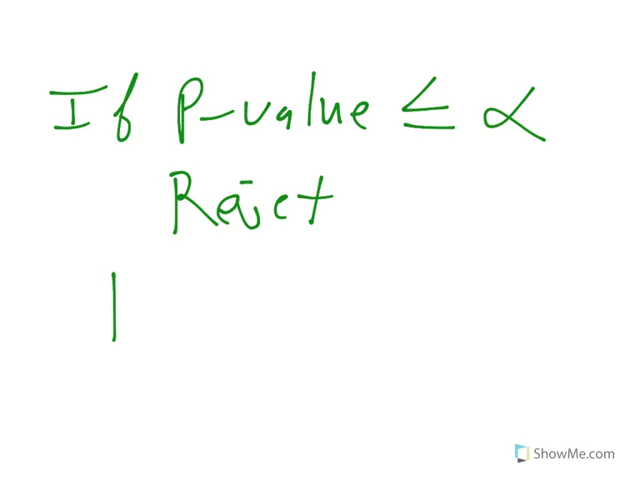 If P-value ≤ α
Reject
ShowMe.com